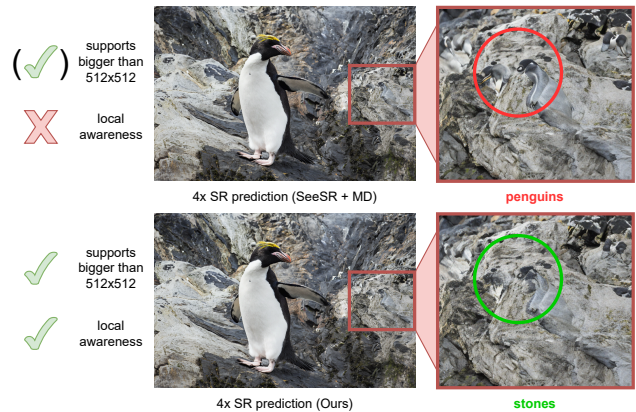 supports
bigger than
512x512
local
awareness
4x SR prediction (SeeSR + MD)
penguins
supports
bigger than
512x512
local
awareness
4x SR prediction (Ours)
stones